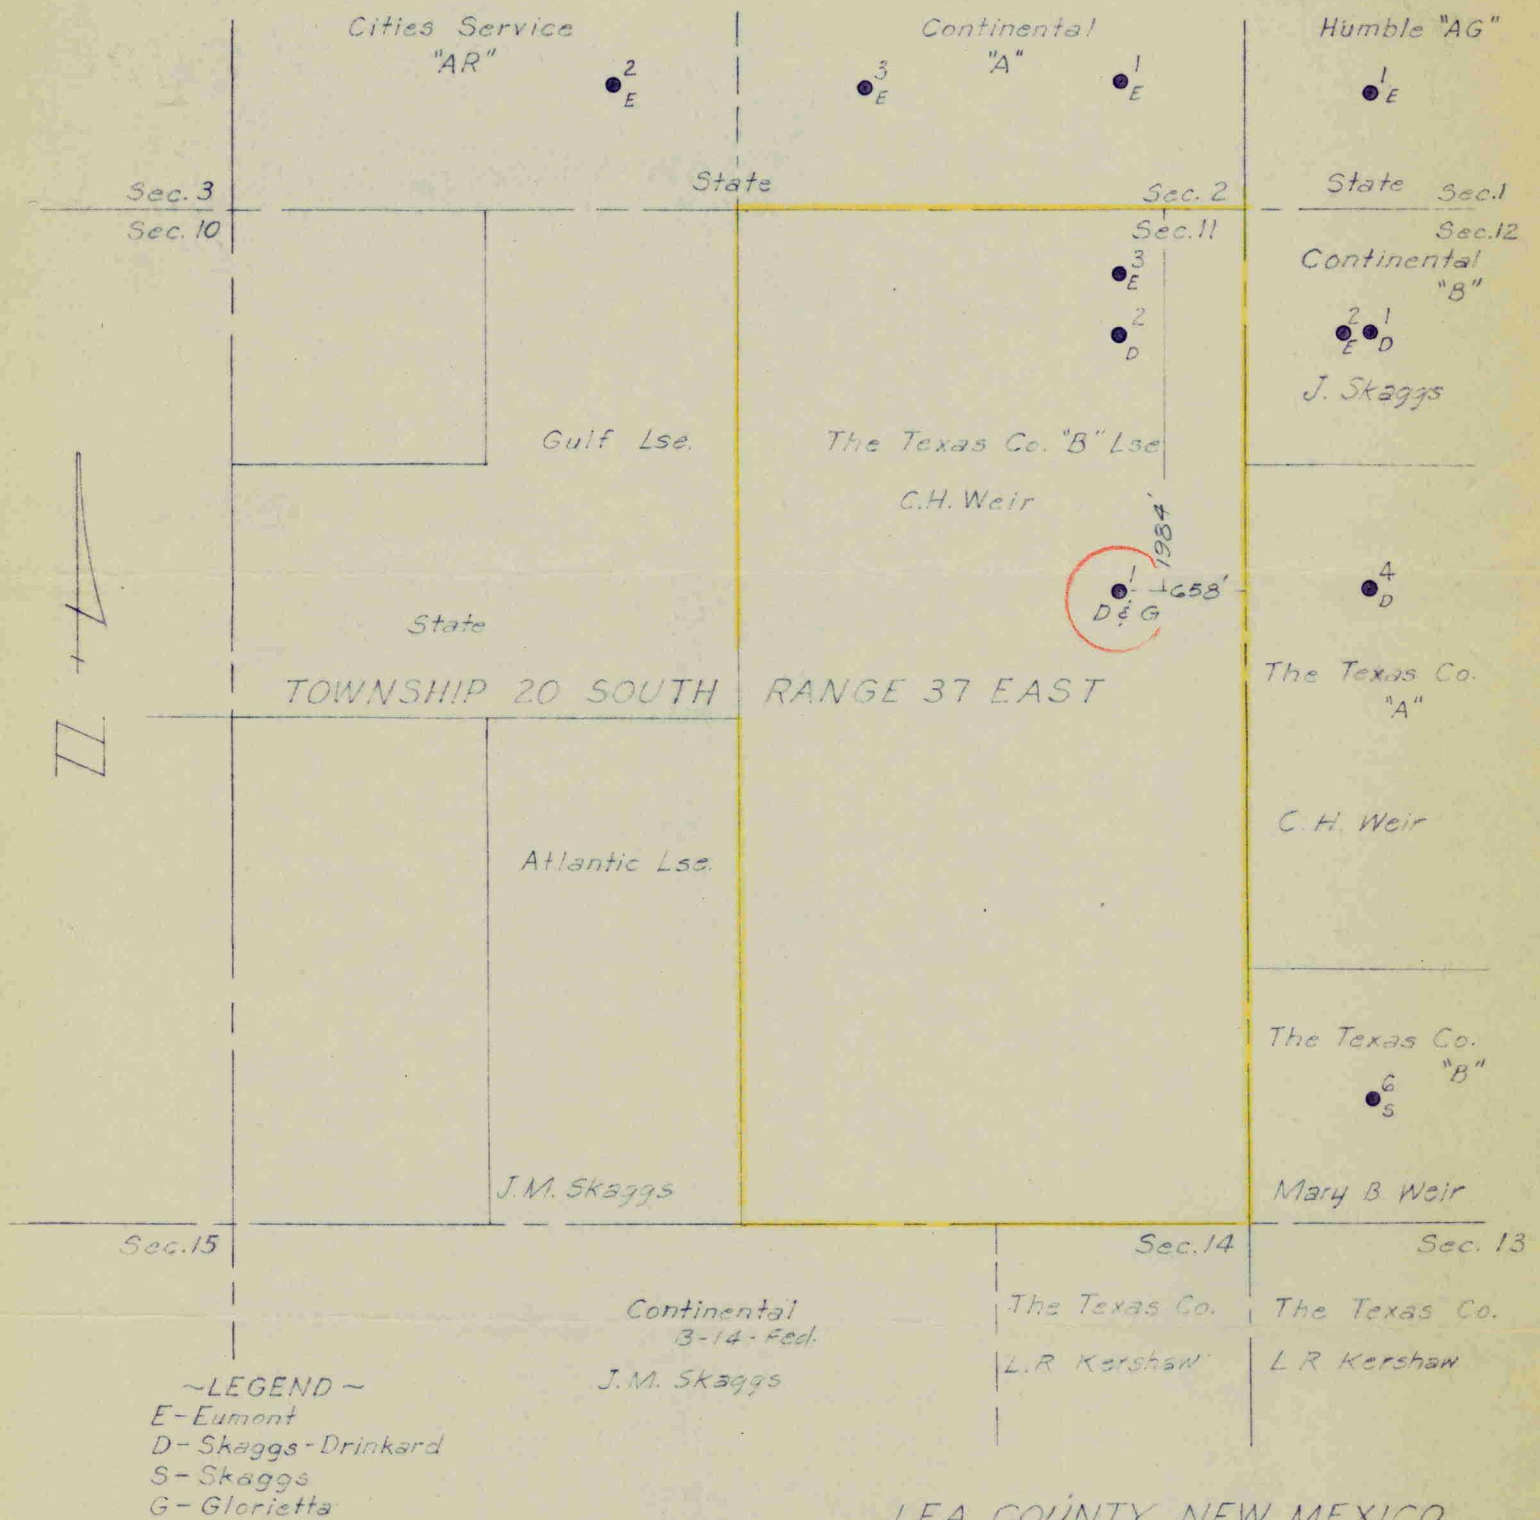 Cities Service
"AR"
2
E
Continental
"A"
3
E
1
E
Humble "AG"
1
E
Sec. 3
State
Sec. 2
State Sec.1
Sec. 10
Sec.11
Sec.12
3
E
2
D
Continental
"B"
2 1
E D
J. Skaggs
Gulf Lse.
The Texas Co. "B" Lse
C.H. Weir
1984'
1
658'
D & G
4
D
State
The Texas Co.
"A"
TOWNSHIP 20 SOUTH RANGE 37 EAST
C. H. Weir
Atlantic Lse.
The Texas Co.
"B"
6
S
J.M. Skaggs
Mary B Weir
Sec.15
Sec.14
Sec. 13
Continental
B-14-Fed.
J.M. Skaggs
The Texas Co.
L.R Kershaw
The Texas Co.
L R Kershaw
~LEGEND~
E-Eumont
D-Skaggs-Drinkard
S-Skaggs
G-Glorietta
LEA COUNTY NEW MEXICO